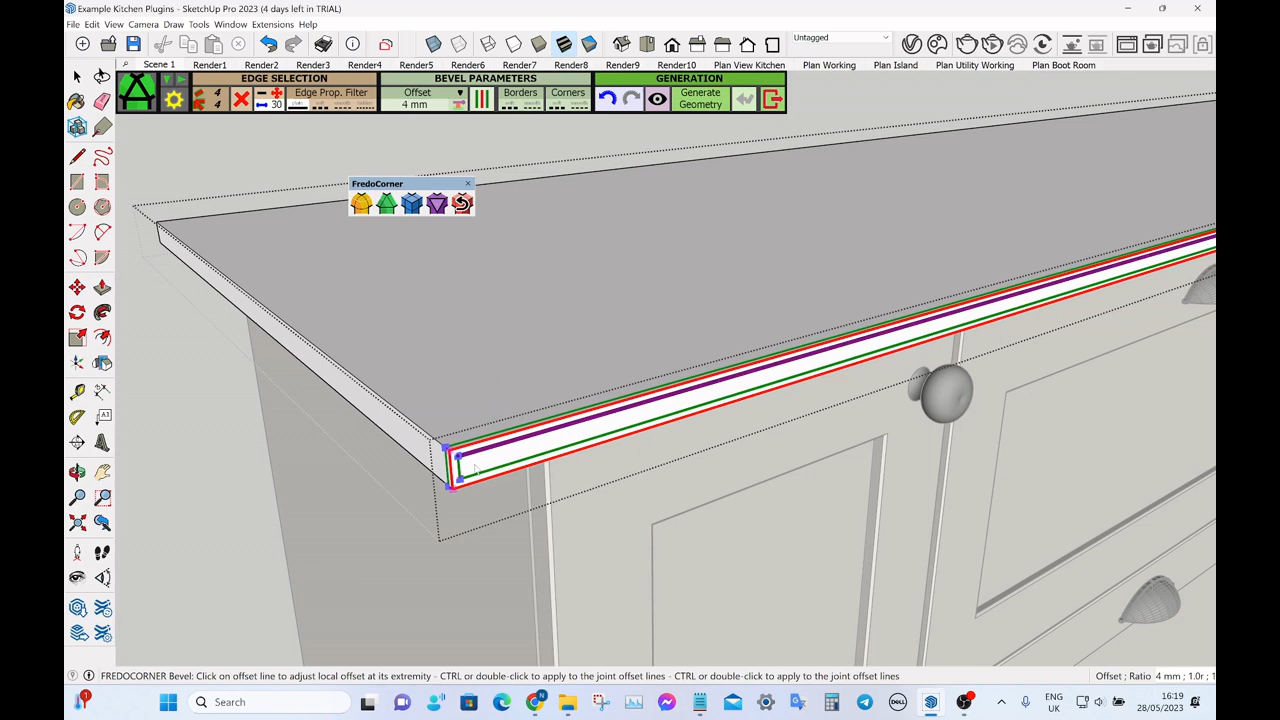 Example Kitchen Plugins - SketchUp Pro 2023 (4 days left in TRIAL)
File Edit View Camera Draw Tools Window Extensions Help
Untagged
Scene 1 Render1 Render2 Render3 Render4 Render5 Render6 Render7 Render8 Render9 Render10 Plan View Kitchen Plan Working Plan Island Plan Utility Working Plan Boot Room
EDGE SELECTION BEVEL PARAMETERS GENERATION
4
4
30
Edge Prop. Filter
Offset
4 mm
Borders
Corners
Generate
Geometry
FredoCorner
A1
FREDOCORNER Bevel: Click on offset line to adjust local offset at its extremity - CTRL or double-click to apply to the joint offset lines - CTRL or double-click to apply to the joint offset lines
Offset ; Ratio 4 mm ; 1.0r ; 1
1
Search
DELL
ENG
UK
16:19
28/05/2023